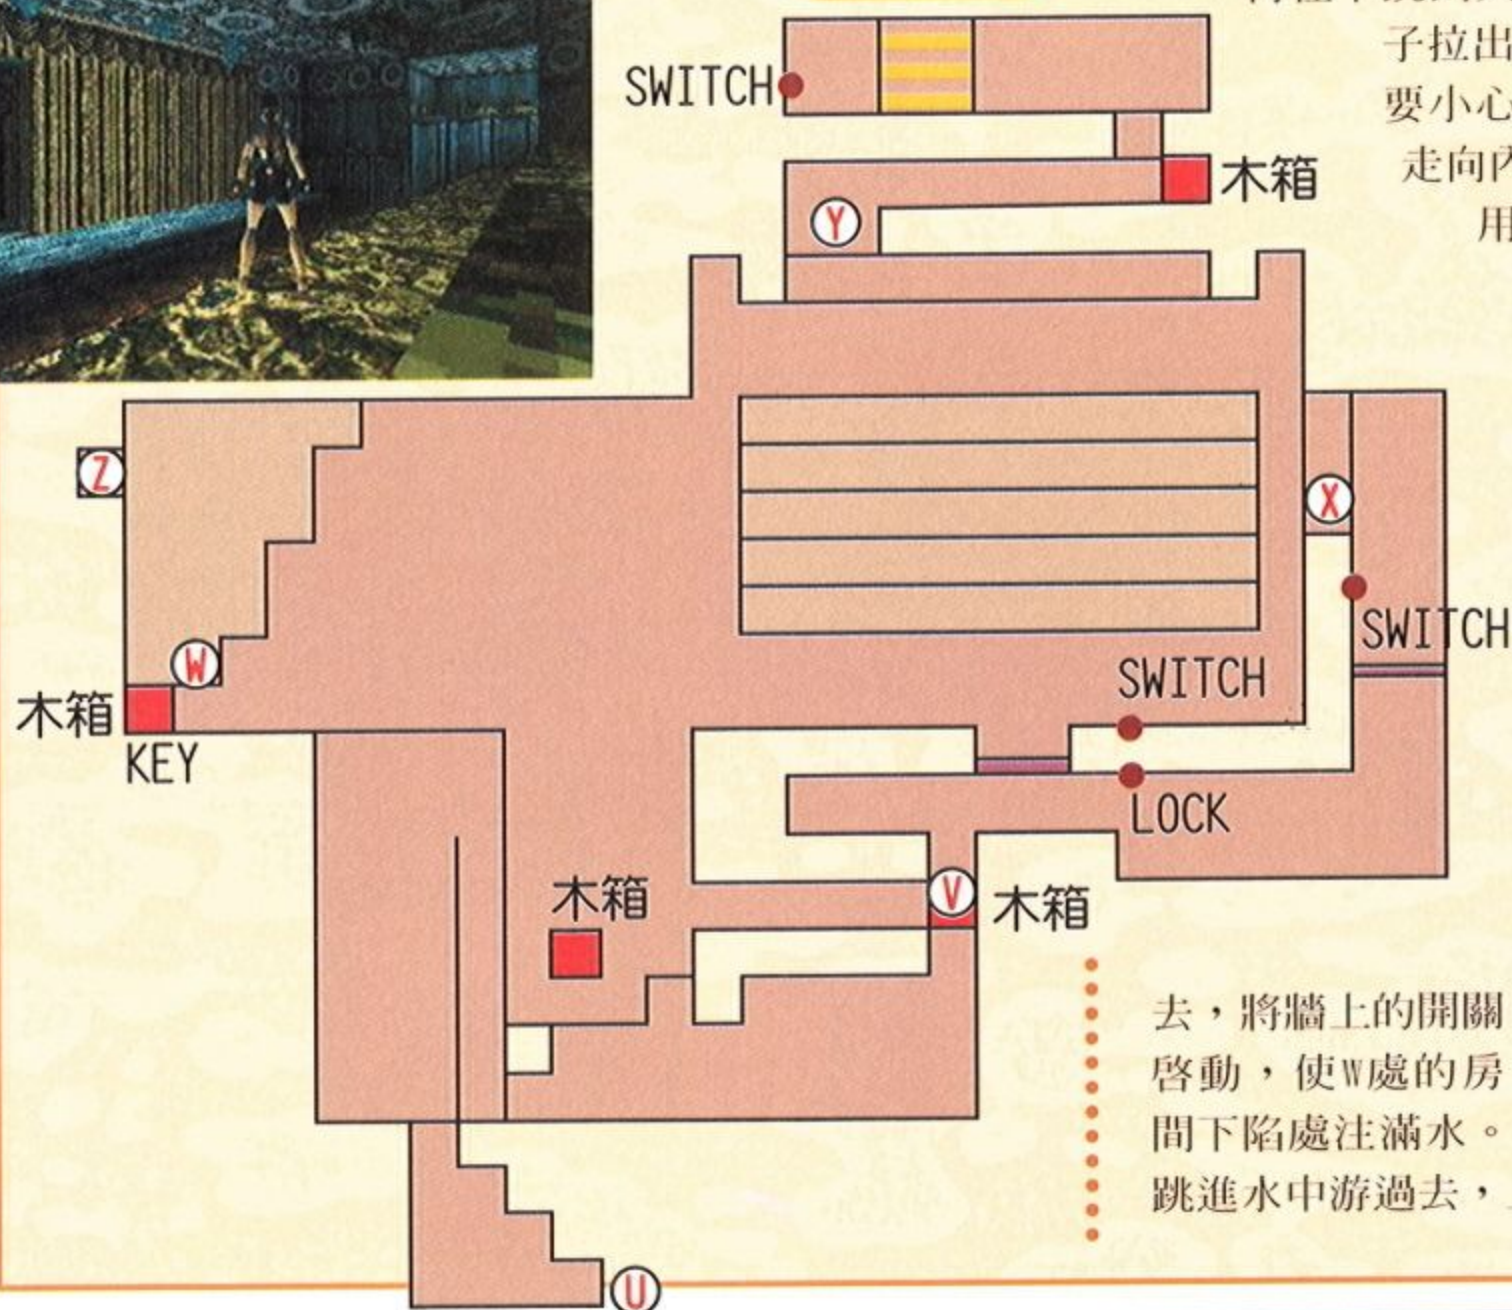 子拉出
要小心
走向內
用
SWITCH
木箱
Y
Z
X
SWITCH
W
SWITCH
木箱
KEY
LOCK
木箱
V
木箱
去，將牆上的開關
啓動，使W處的房
間下陷處注滿水。
跳進水中游過去，
U